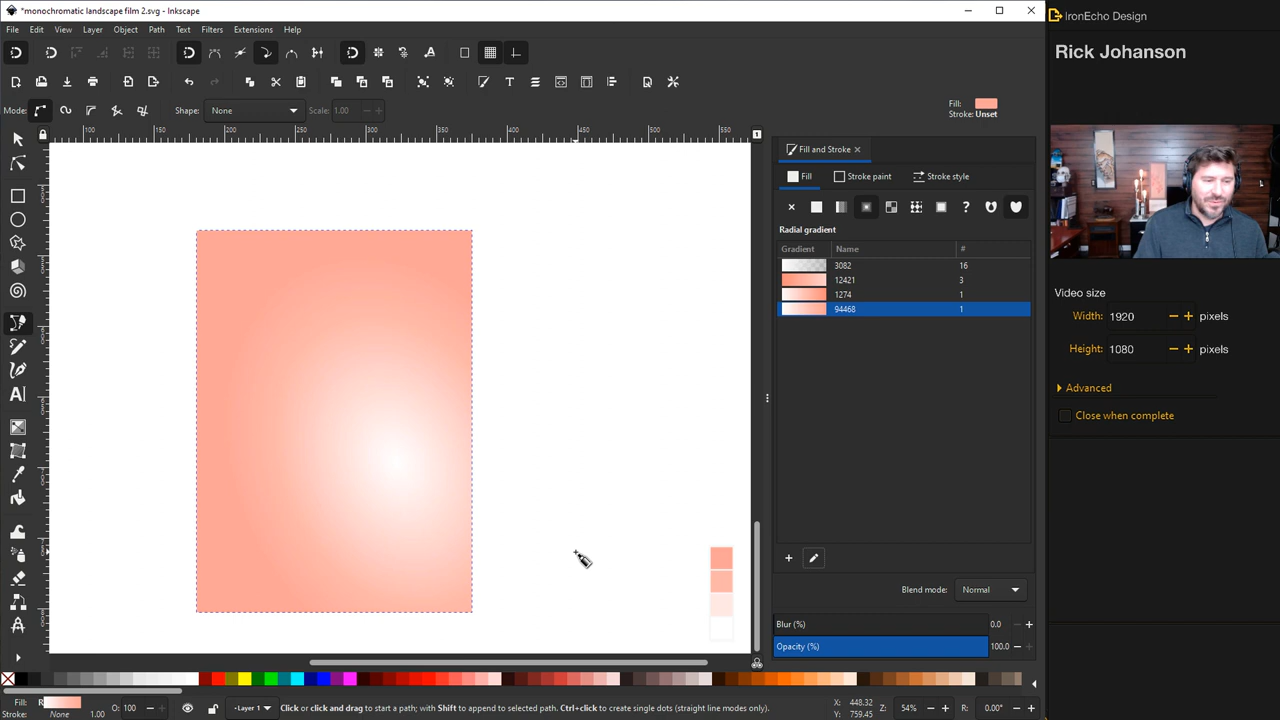 *monochromatic landscape film 2.svg - Inkscape
IronEcho Design
File Edit View Layer Object Path Text Filters Extensions Help
Rick Johanson
Mode: Shape: None Scale: 1.00
Fill:
Stroke: Unset
100 150 200 250 300 350 400 450 500 550
1
Fill and Stroke
Fill Stroke paint Stroke style
Radial gradient
Gradient Name #
3082 16
12421 3
1274 1
94468 1
Video size
Width: 1920 pixels
Height: 1080 pixels
Advanced
Close when complete
Blend mode: Normal
Blur (%) 0.0
Opacity (%) 100.0
Fill: R
Stroke: None 1.00
O: 100
Layer 1
Click or click and drag to start a path; with Shift to append to selected path. Ctrl+click to create single dots (straight line modes only).
X: 448.32
Y: 759.45
Z: 54%
R: 0.00°